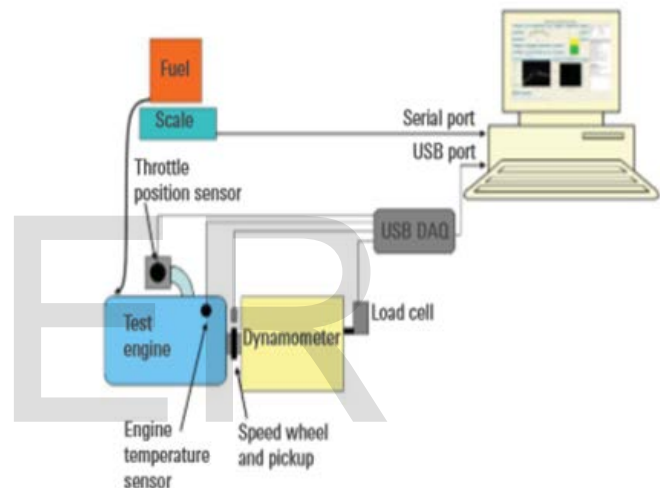 Fuel
Scale
Serial port
USB port
Throttle
position sensor
USB DAQ
Test
engine
Dynamometer
Load cell
Engine
temperature
sensor
Speed wheel
and pickup
ER